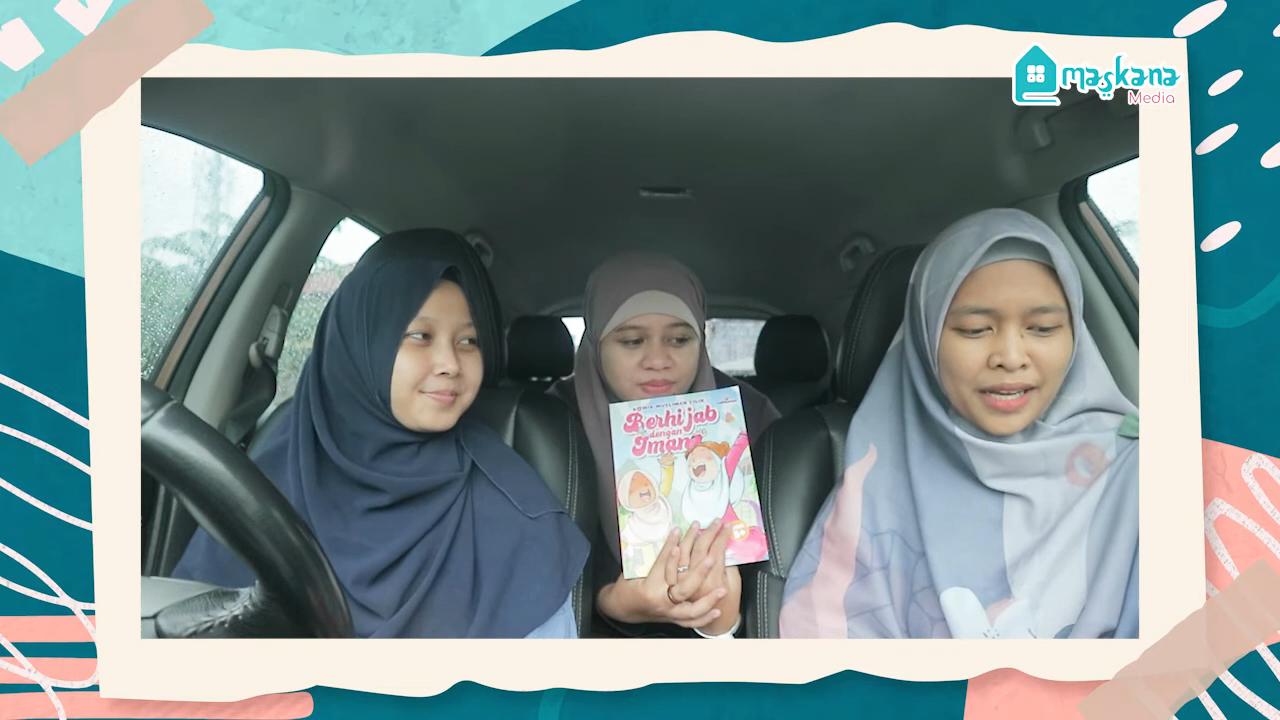 maskana
Media
KOMIK MUSLIMAH CILIK
Berhijab
dengan
Iman